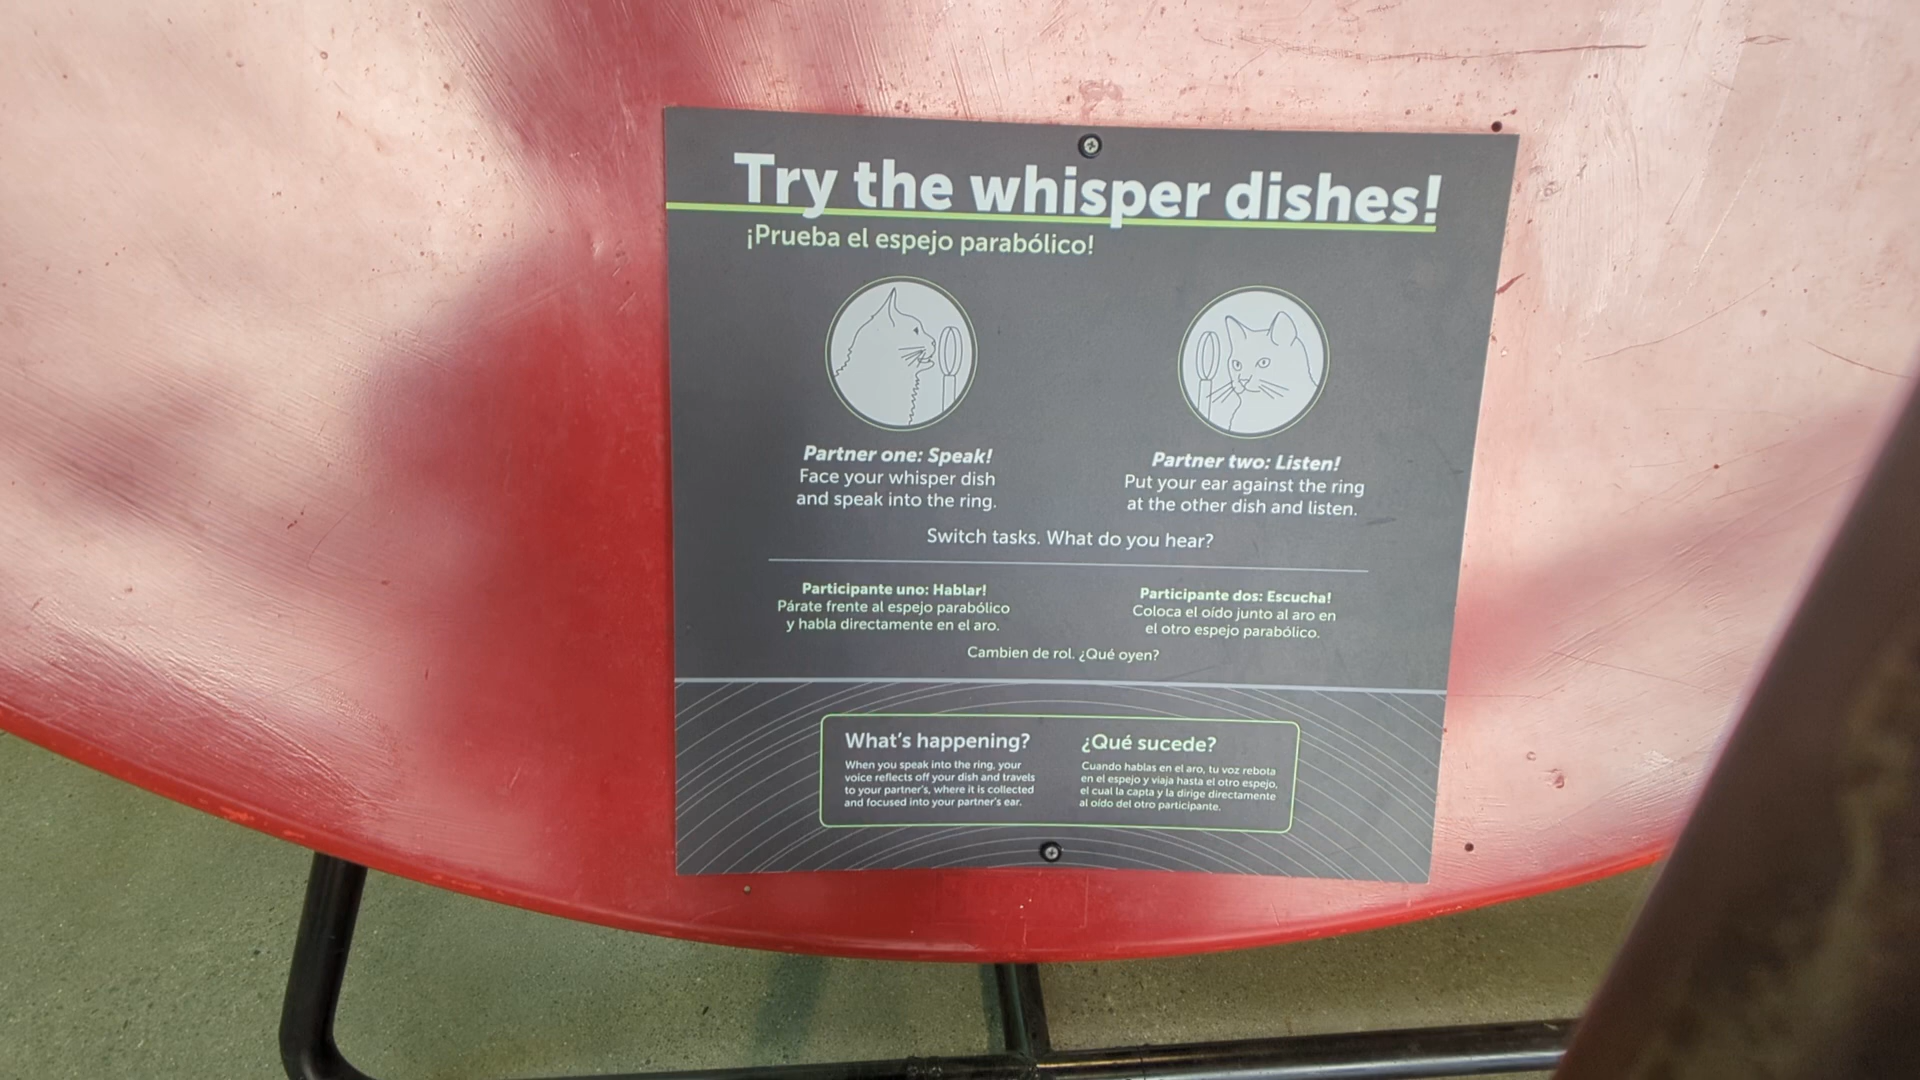 Try the whisper dishes!
¡Prueba el espejo parabólico!
Partner one: Speak!
Face your whisper dish
and speak into the ring.
Partner two: Listen!
Put your ear against the ring
at the other dish and listen.
Switch tasks. What do you hear?
Participante uno: Hablar!
Párate frente al espejo parabólico
y habla directamente en el aro.
Participante dos: Escucha!
Coloca el oído junto al aro en
el otro espejo parabólico.
Cambien de rol. ¿Qué oyen?
What's happening?
When you speak into the ring, your
voice reflects off your dish and travels
to your partner's, where it is collected
and focused into your partner's ear.
¿Qué sucede?
Cuando hablas en el aro, tu voz rebota
en el espejo y viaja hasta el otro espejo,
el cual la capta y la dirige directamente
al oído del otro participante.